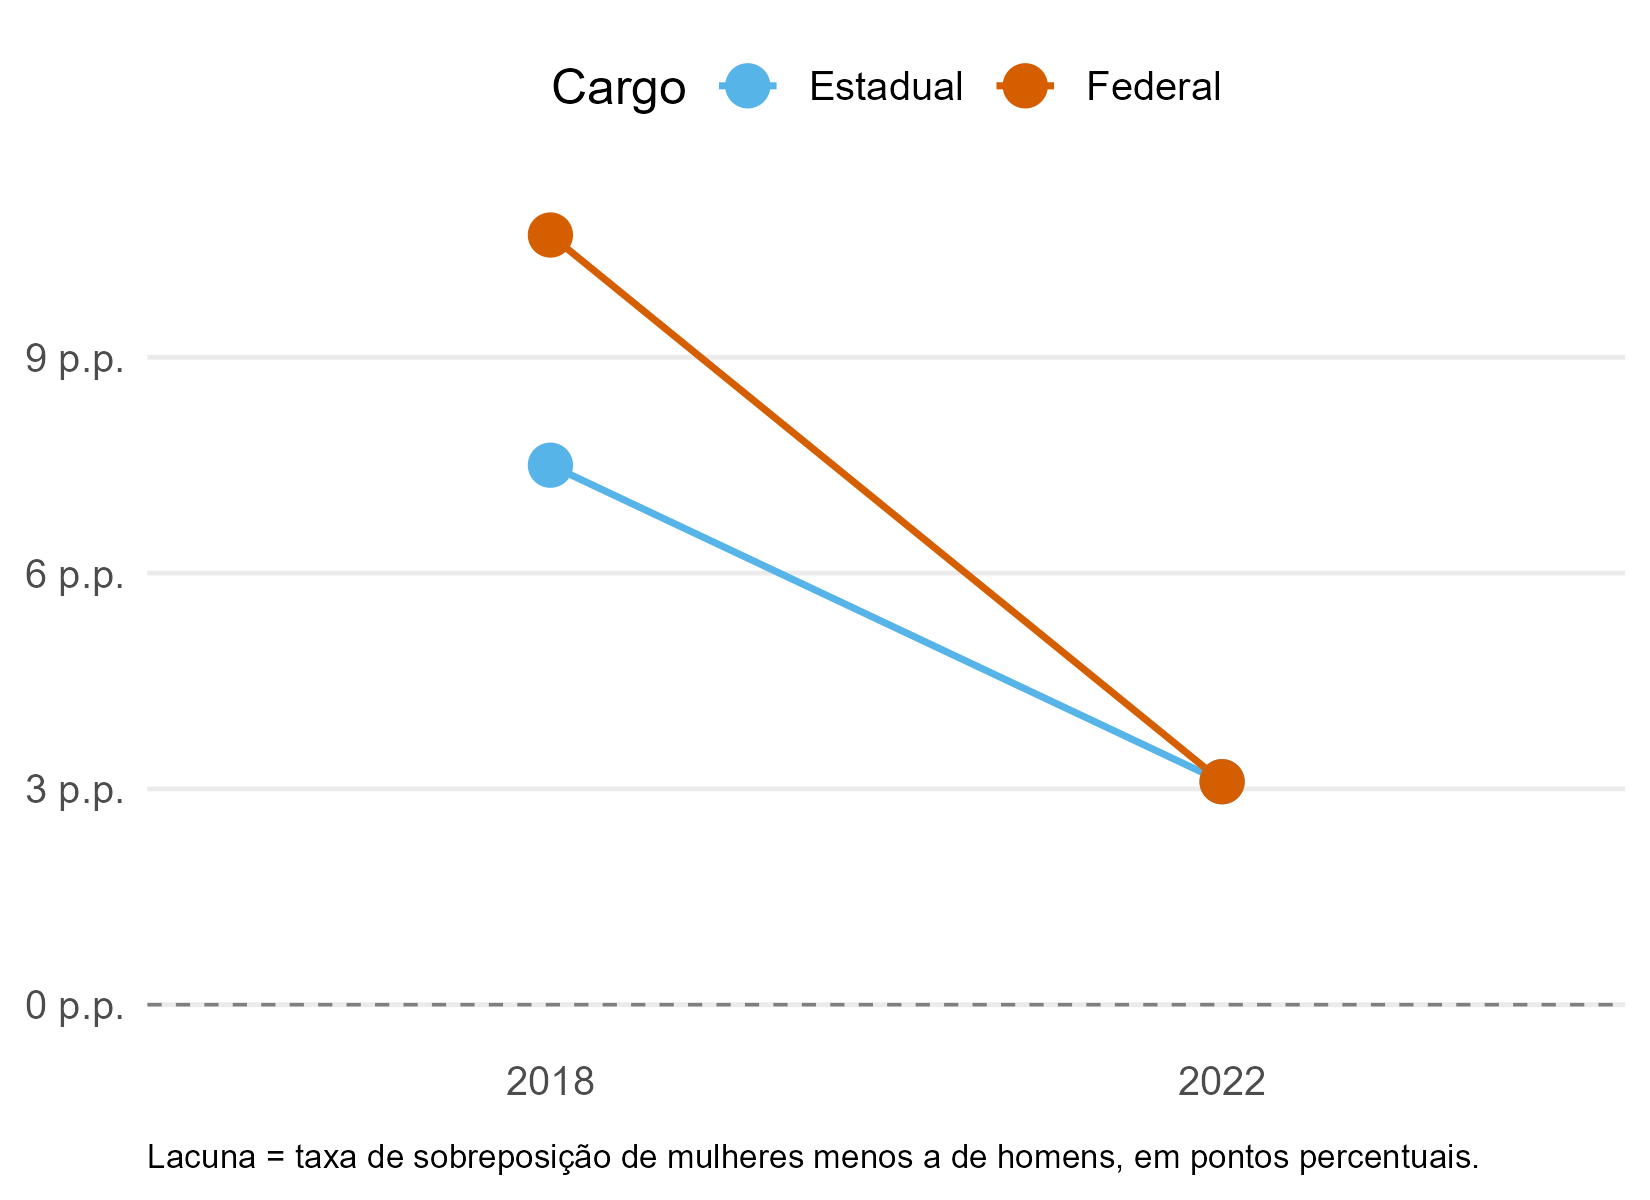 Cargo Estadual Federal
9 p.p.
6 p.p.
3 p.p.
0 p.p.
2018 2022
Lacuna = taxa de sobreposição de mulheres menos a de homens, em pontos percentuais.